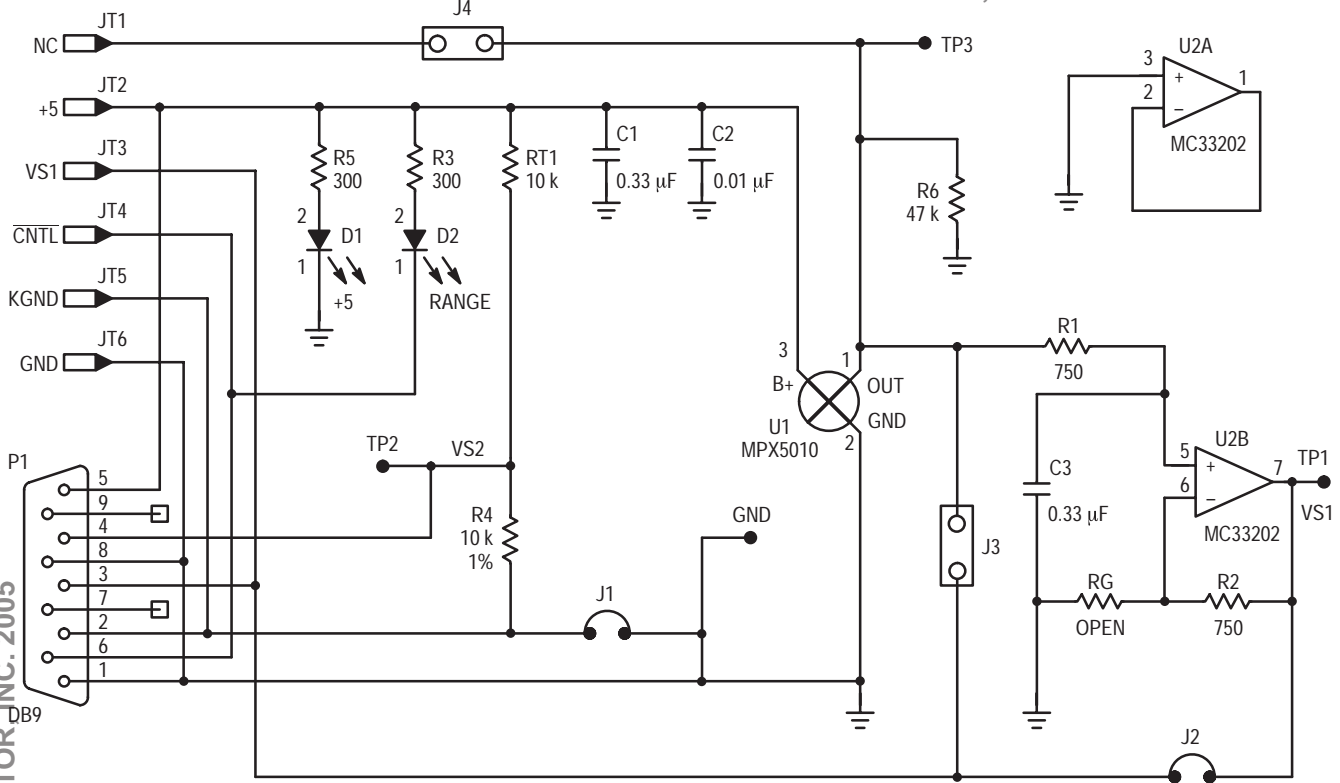 J4
JT1
NC
TP3
JT2
+5
JT3
VS1
JT4
CNTL
JT5
KGND
JT6
GND
R5
300
2
D1
1
+5
R3
300
2
D2
1
RANGE
RT1
10 k
C1
0.33 μF
C2
0.01 μF
R6
47 k
U2A
3
+
2
–
1
MC33202
3
B+
1
OUT
GND
2
U1
MPX5010
R1
750
TP2
VS2
R4
10 k
1%
GND
J1
J3
C3
0.33 μF
U2B
5
+
6
–
7
MC33202
TP1
VS1
RG
OPEN
R2
750
J2
P1
5
9
4
8
3
7
2
6
1
DB9
TOR, INC. 2005